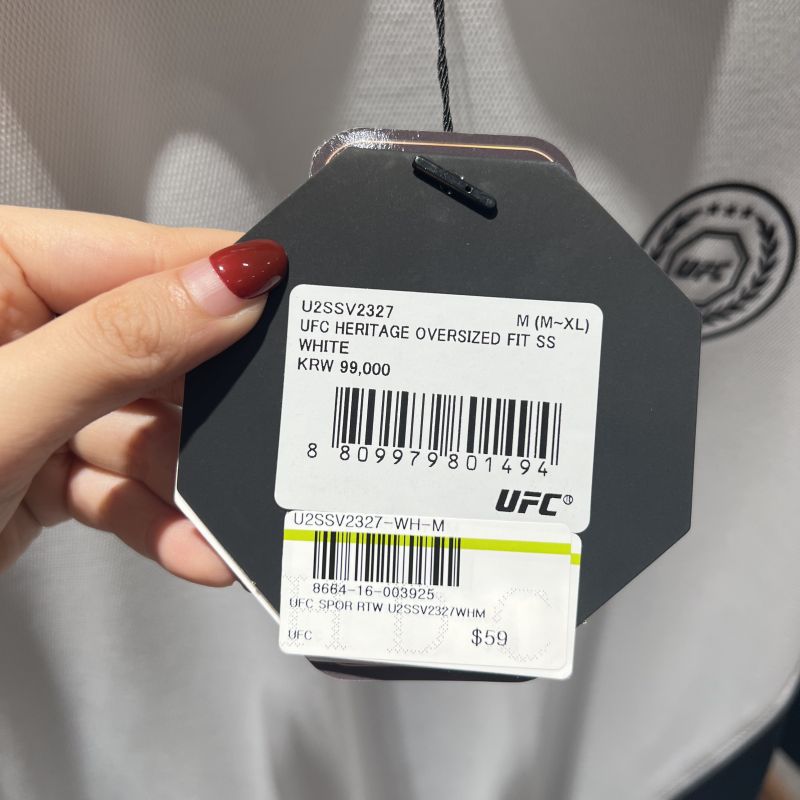 U2SSV2327
M (M~XL)
UFC HERITAGE OVERSIZED FIT SS
WHITE
KRW 99,000
8 809979 801494
UFC
U2SSV2327-WH-M
8664-16-003925
UFC SPOR RTW U2SSV2327WHM
UFC
$59
HDC
UFC